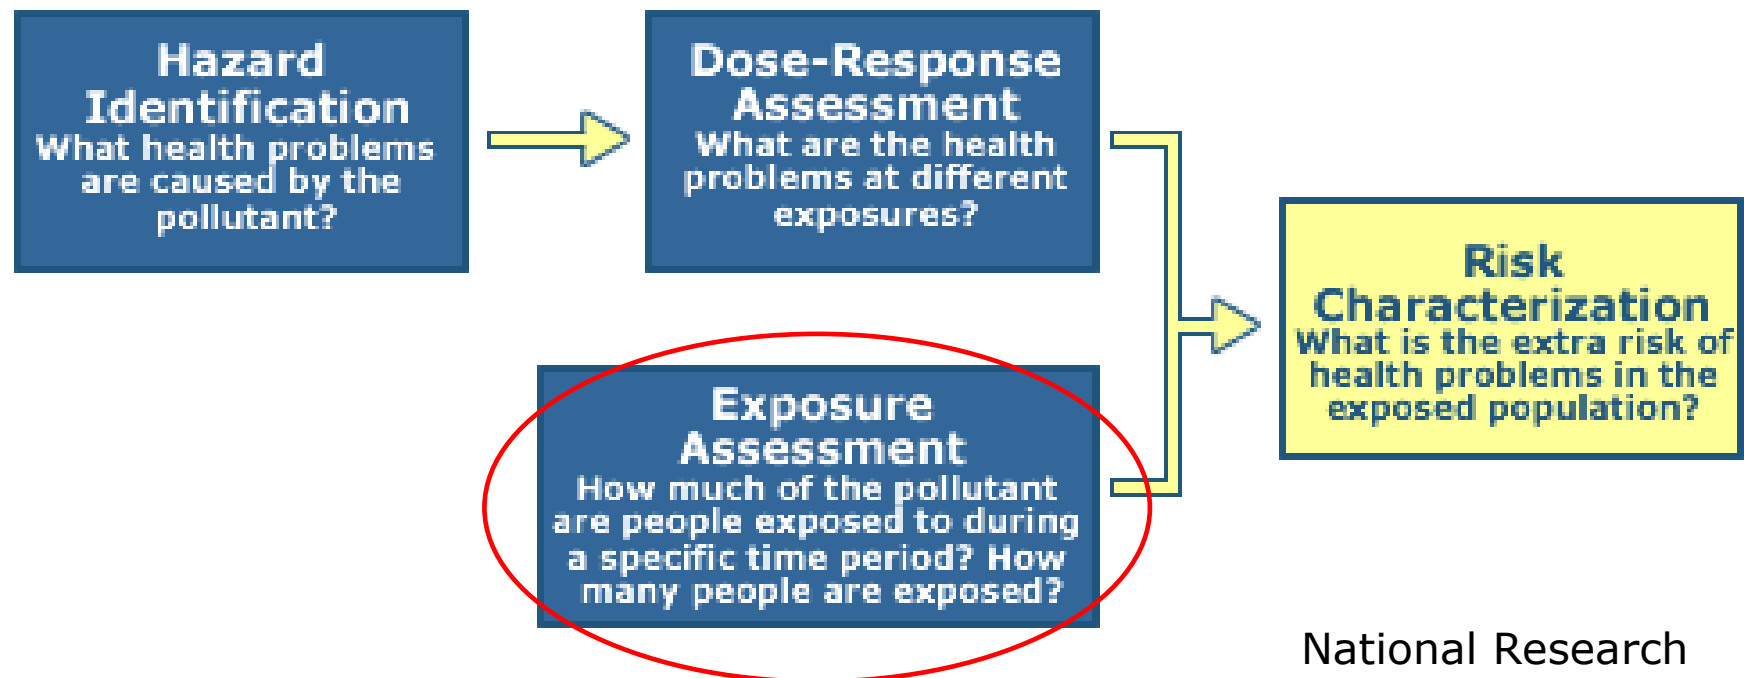 Hazard
Identification
What health problems
are caused by the
pollutant?
Dose-Response
Assessment
What are the health
problems at different
exposures?
Exposure
Assessment
How much of the pollutant
are people exposed to during
a specific time period? How
many people are exposed?
Risk
Characterization
What is the extra risk of
health problems in the
exposed population?
National Research